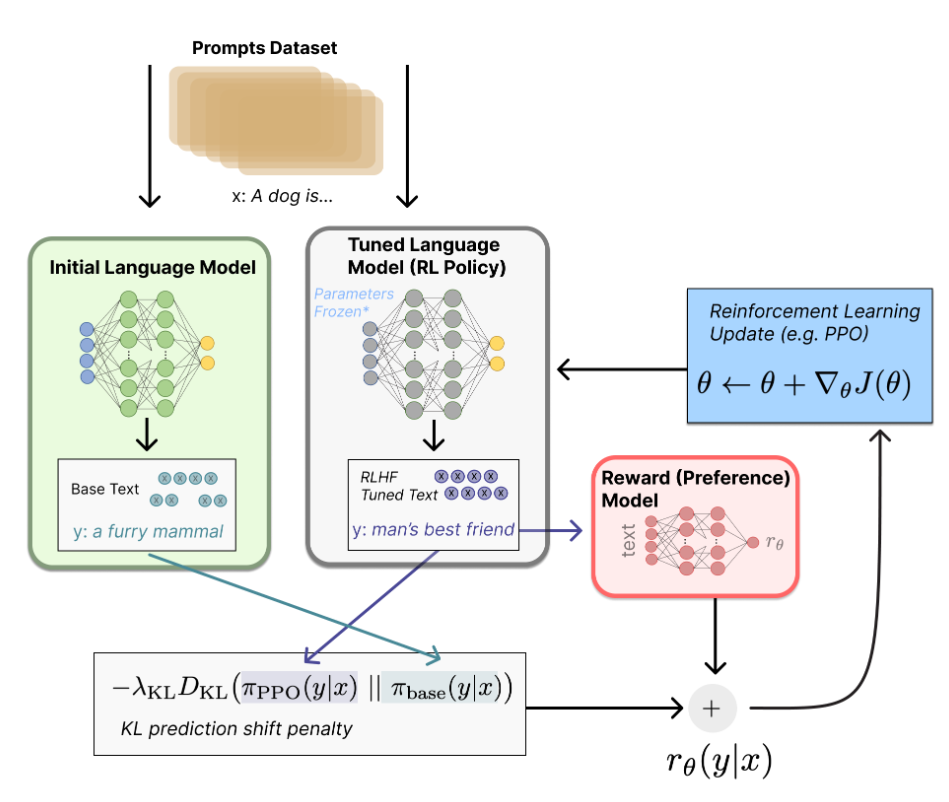 Prompts Dataset
x: A dog is...
Initial Language Model
Tuned Language
Model (RL Policy)
Parameters
Frozen*
Reinforcement Learning
Update (e.g. PPO)
θ ← θ + ∇θJ(θ)
Base Text
x x x x
x x x x
y: a furry mammal
RLHF
Tuned Text
x x x x
x x x x
y: man's best friend
Reward (Preference)
Model
text
rθ
−λKL DKL(πPPO(y|x) || πbase(y|x))
KL prediction shift penalty
+
rθ(y|x)